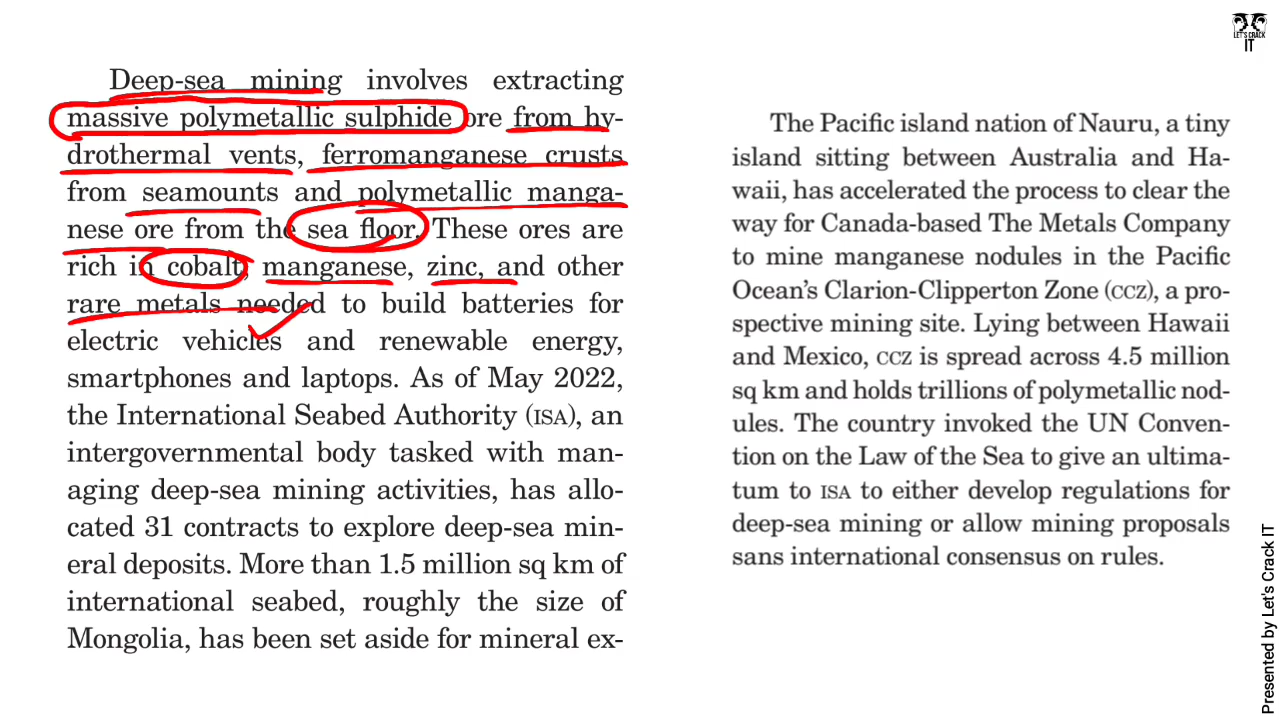 Deep-sea mining involves extracting
massive polymetallic sulphide ore from hy-
drothermal vents, ferromanganese crusts
from seamounts and polymetallic manga-
nese ore from the sea floor. These ores are
rich in cobalt, manganese, zinc, and other
rare metals needed to build batteries for
electric vehicles and renewable energy,
smartphones and laptops. As of May 2022,
the International Seabed Authority (ISA), an
intergovernmental body tasked with man-
aging deep-sea mining activities, has allo-
cated 31 contracts to explore deep-sea min-
eral deposits. More than 1.5 million sq km of
international seabed, roughly the size of
Mongolia, has been set aside for mineral ex-
The Pacific island nation of Nauru, a tiny
island sitting between Australia and Ha-
waii, has accelerated the process to clear the
way for Canada-based The Metals Company
to mine manganese nodules in the Pacific
Ocean's Clarion-Clipperton Zone (CCZ), a pro-
spective mining site. Lying between Hawaii
and Mexico, CCZ is spread across 4.5 million
sq km and holds trillions of polymetallic nod-
ules. The country invoked the UN Conven-
tion on the Law of the Sea to give an ultima-
tum to ISA to either develop regulations for
deep-sea mining or allow mining proposals
sans international consensus on rules.
LET'S CRACK
IT
Presented by Let's Crack IT